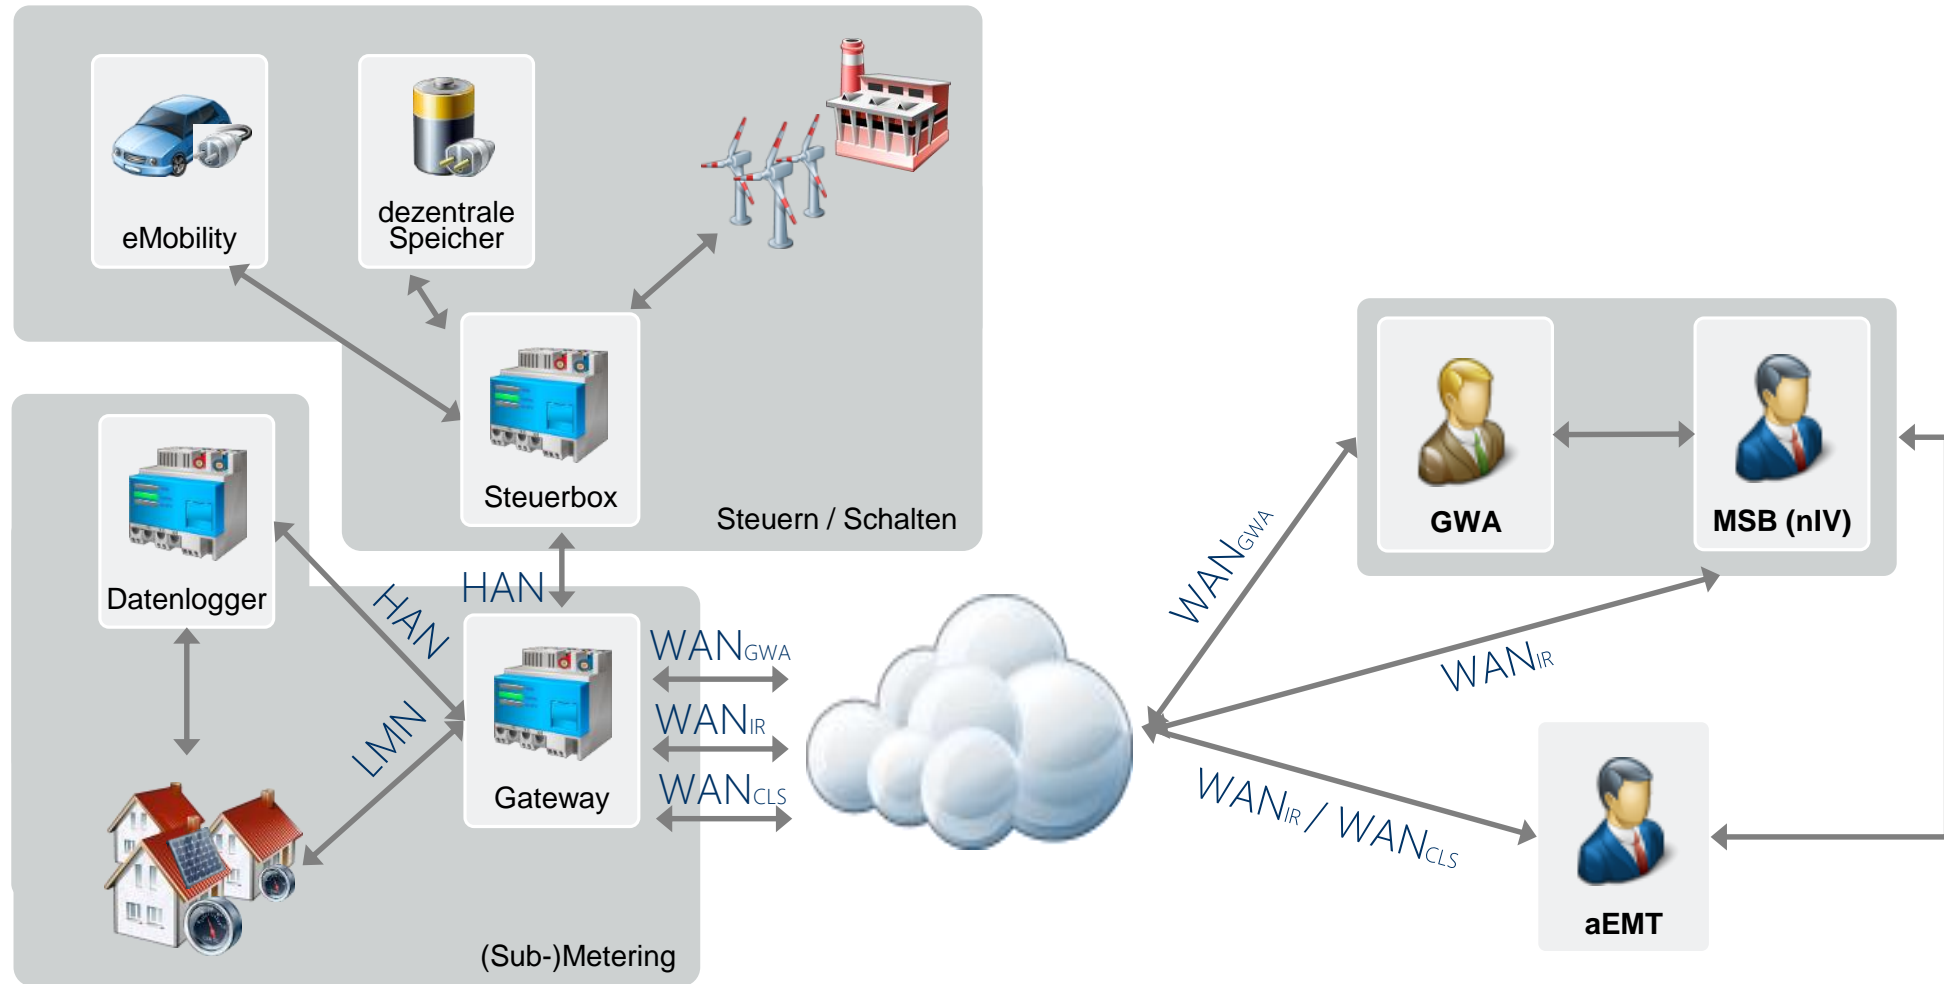 eMobility
dezentrale
Speicher
Steuerbox
Steuern / Schalten
Datenlogger
HAN
HAN
LMN
Gateway
(Sub-)Metering
WANGWA
WANIR
WANCLS
WANGWA
WANIR
WANIR / WANCLS
GWA
MSB (nIV)
aEMT